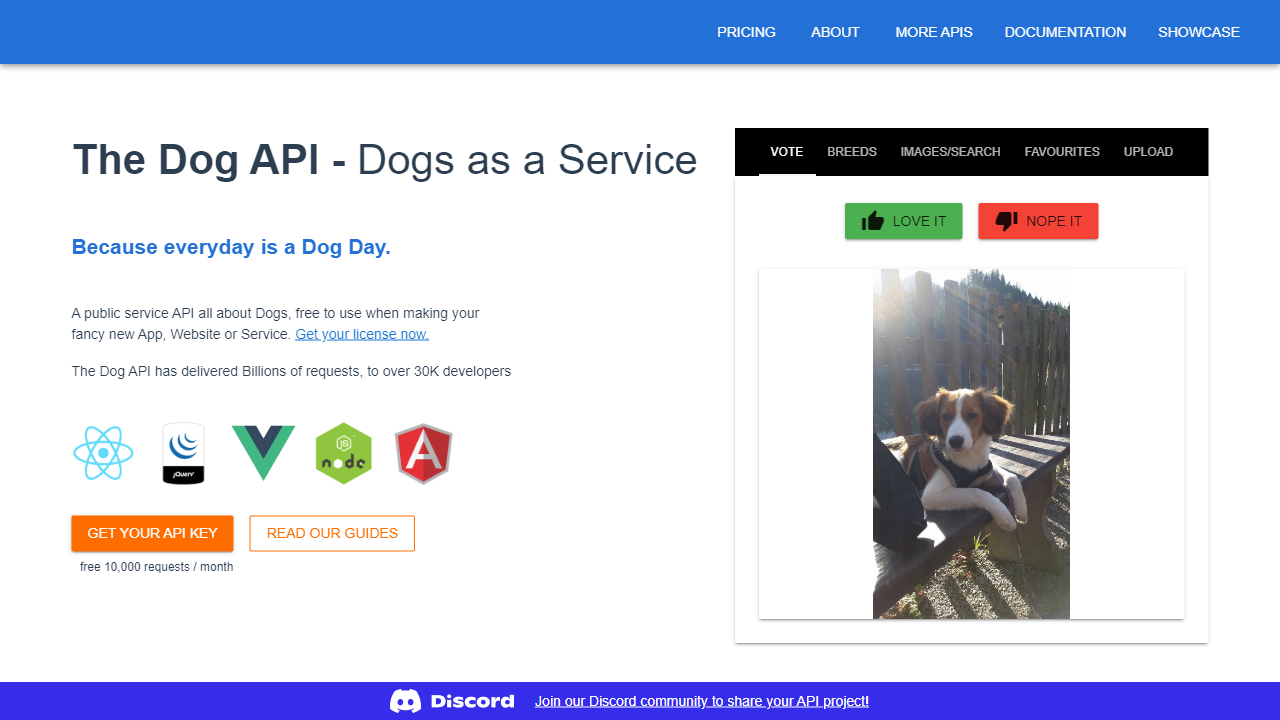 PRICING ABOUT MORE APIS DOCUMENTATION SHOWCASE
The Dog API - Dogs as a Service
Because everyday is a Dog Day.
A public service API all about Dogs, free to use when making your
fancy new App, Website or Service. Get your license now.
The Dog API has delivered Billions of requests, to over 30K developers
jQuery
JS
node
A
GET YOUR API KEY
READ OUR GUIDES
free 10,000 requests / month
VOTE BREEDS IMAGES/SEARCH FAVOURITES UPLOAD
LOVE IT
NOPE IT
Discord
Join our Discord community to share your API project!